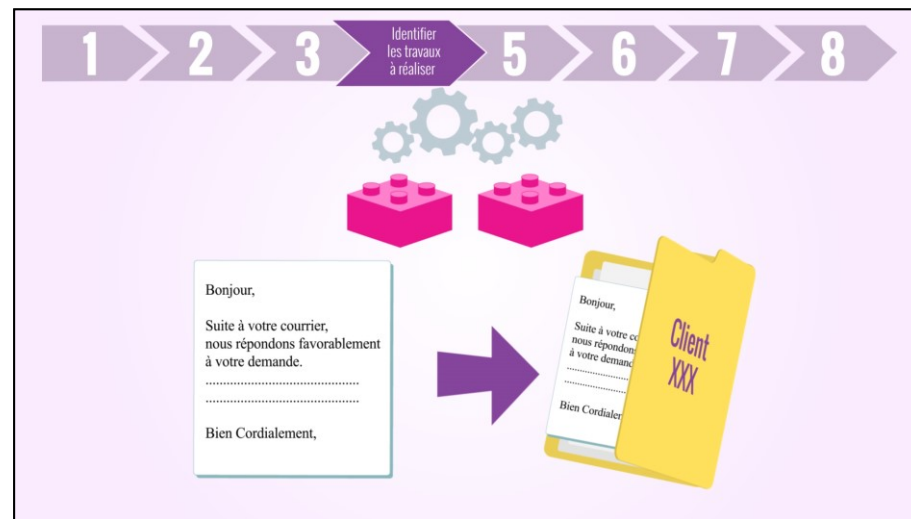 1
2
3
Identifier
les travaux
à réaliser
5
6
7
8
Bonjour,
Suite à votre courrier,
nous répondons favorablement
à votre demande.
............................................
............................................
Bien Cordialement,
Bonjour,
Suite à votre co
nous répondons
à votre demand
....................
....................
Bien Cordialem
Client
XXX